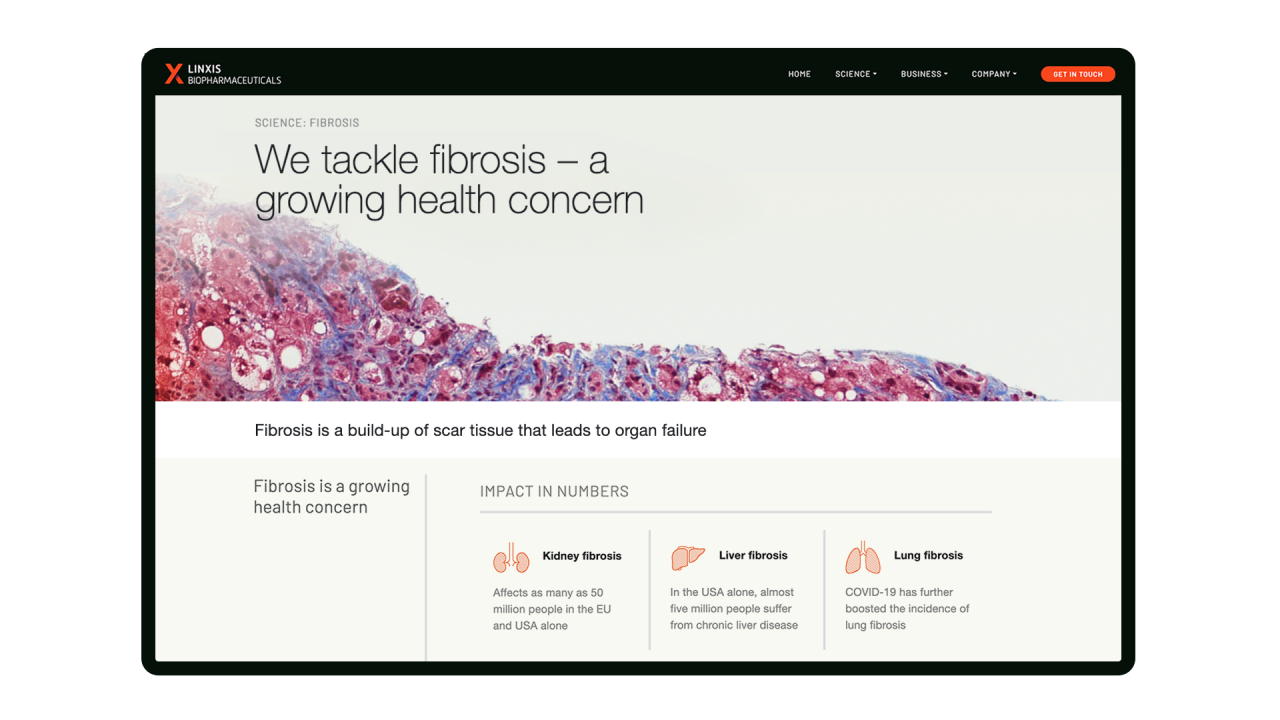 LINXIS
BIOPHARMACEUTICALS
HOME
SCIENCE
BUSINESS
COMPANY
GET IN TOUCH
SCIENCE: FIBROSIS
We tackle fibrosis – a
growing health concern
Fibrosis is a build-up of scar tissue that leads to organ failure
Fibrosis is a growing
health concern
IMPACT IN NUMBERS
Kidney fibrosis
Affects as many as 50
million people in the EU
and USA alone
Liver fibrosis
In the USA alone, almost
five million people suffer
from chronic liver disease
Lung fibrosis
COVID-19 has further
boosted the incidence of
lung fibrosis